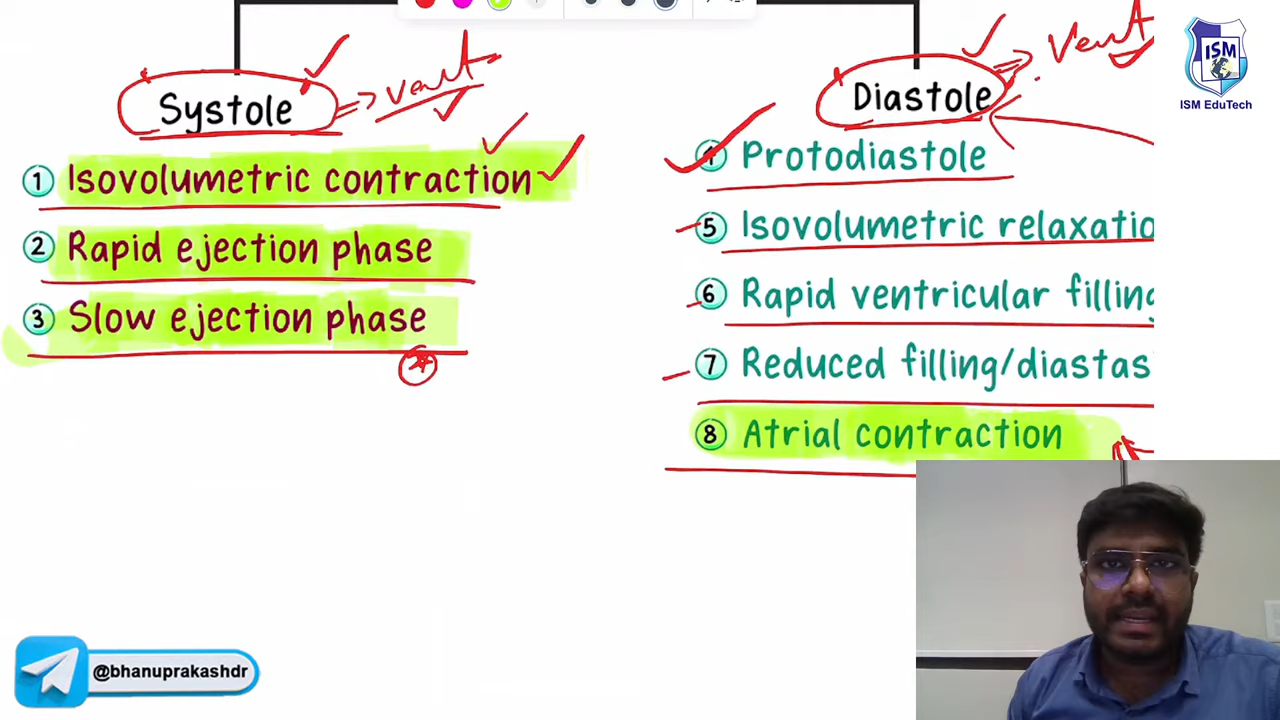 Systole
=> vent
① Isovolumetric contraction
② Rapid ejection phase
③ Slow ejection phase
Diastole
=> vent
④ Protodiastole
⑤ Isovolumetric relaxatio
⑥ Rapid ventricular filling
⑦ Reduced filling/diastas
⑧ Atrial contraction
ISM
ISM EduTech
@bhanuprakashdr